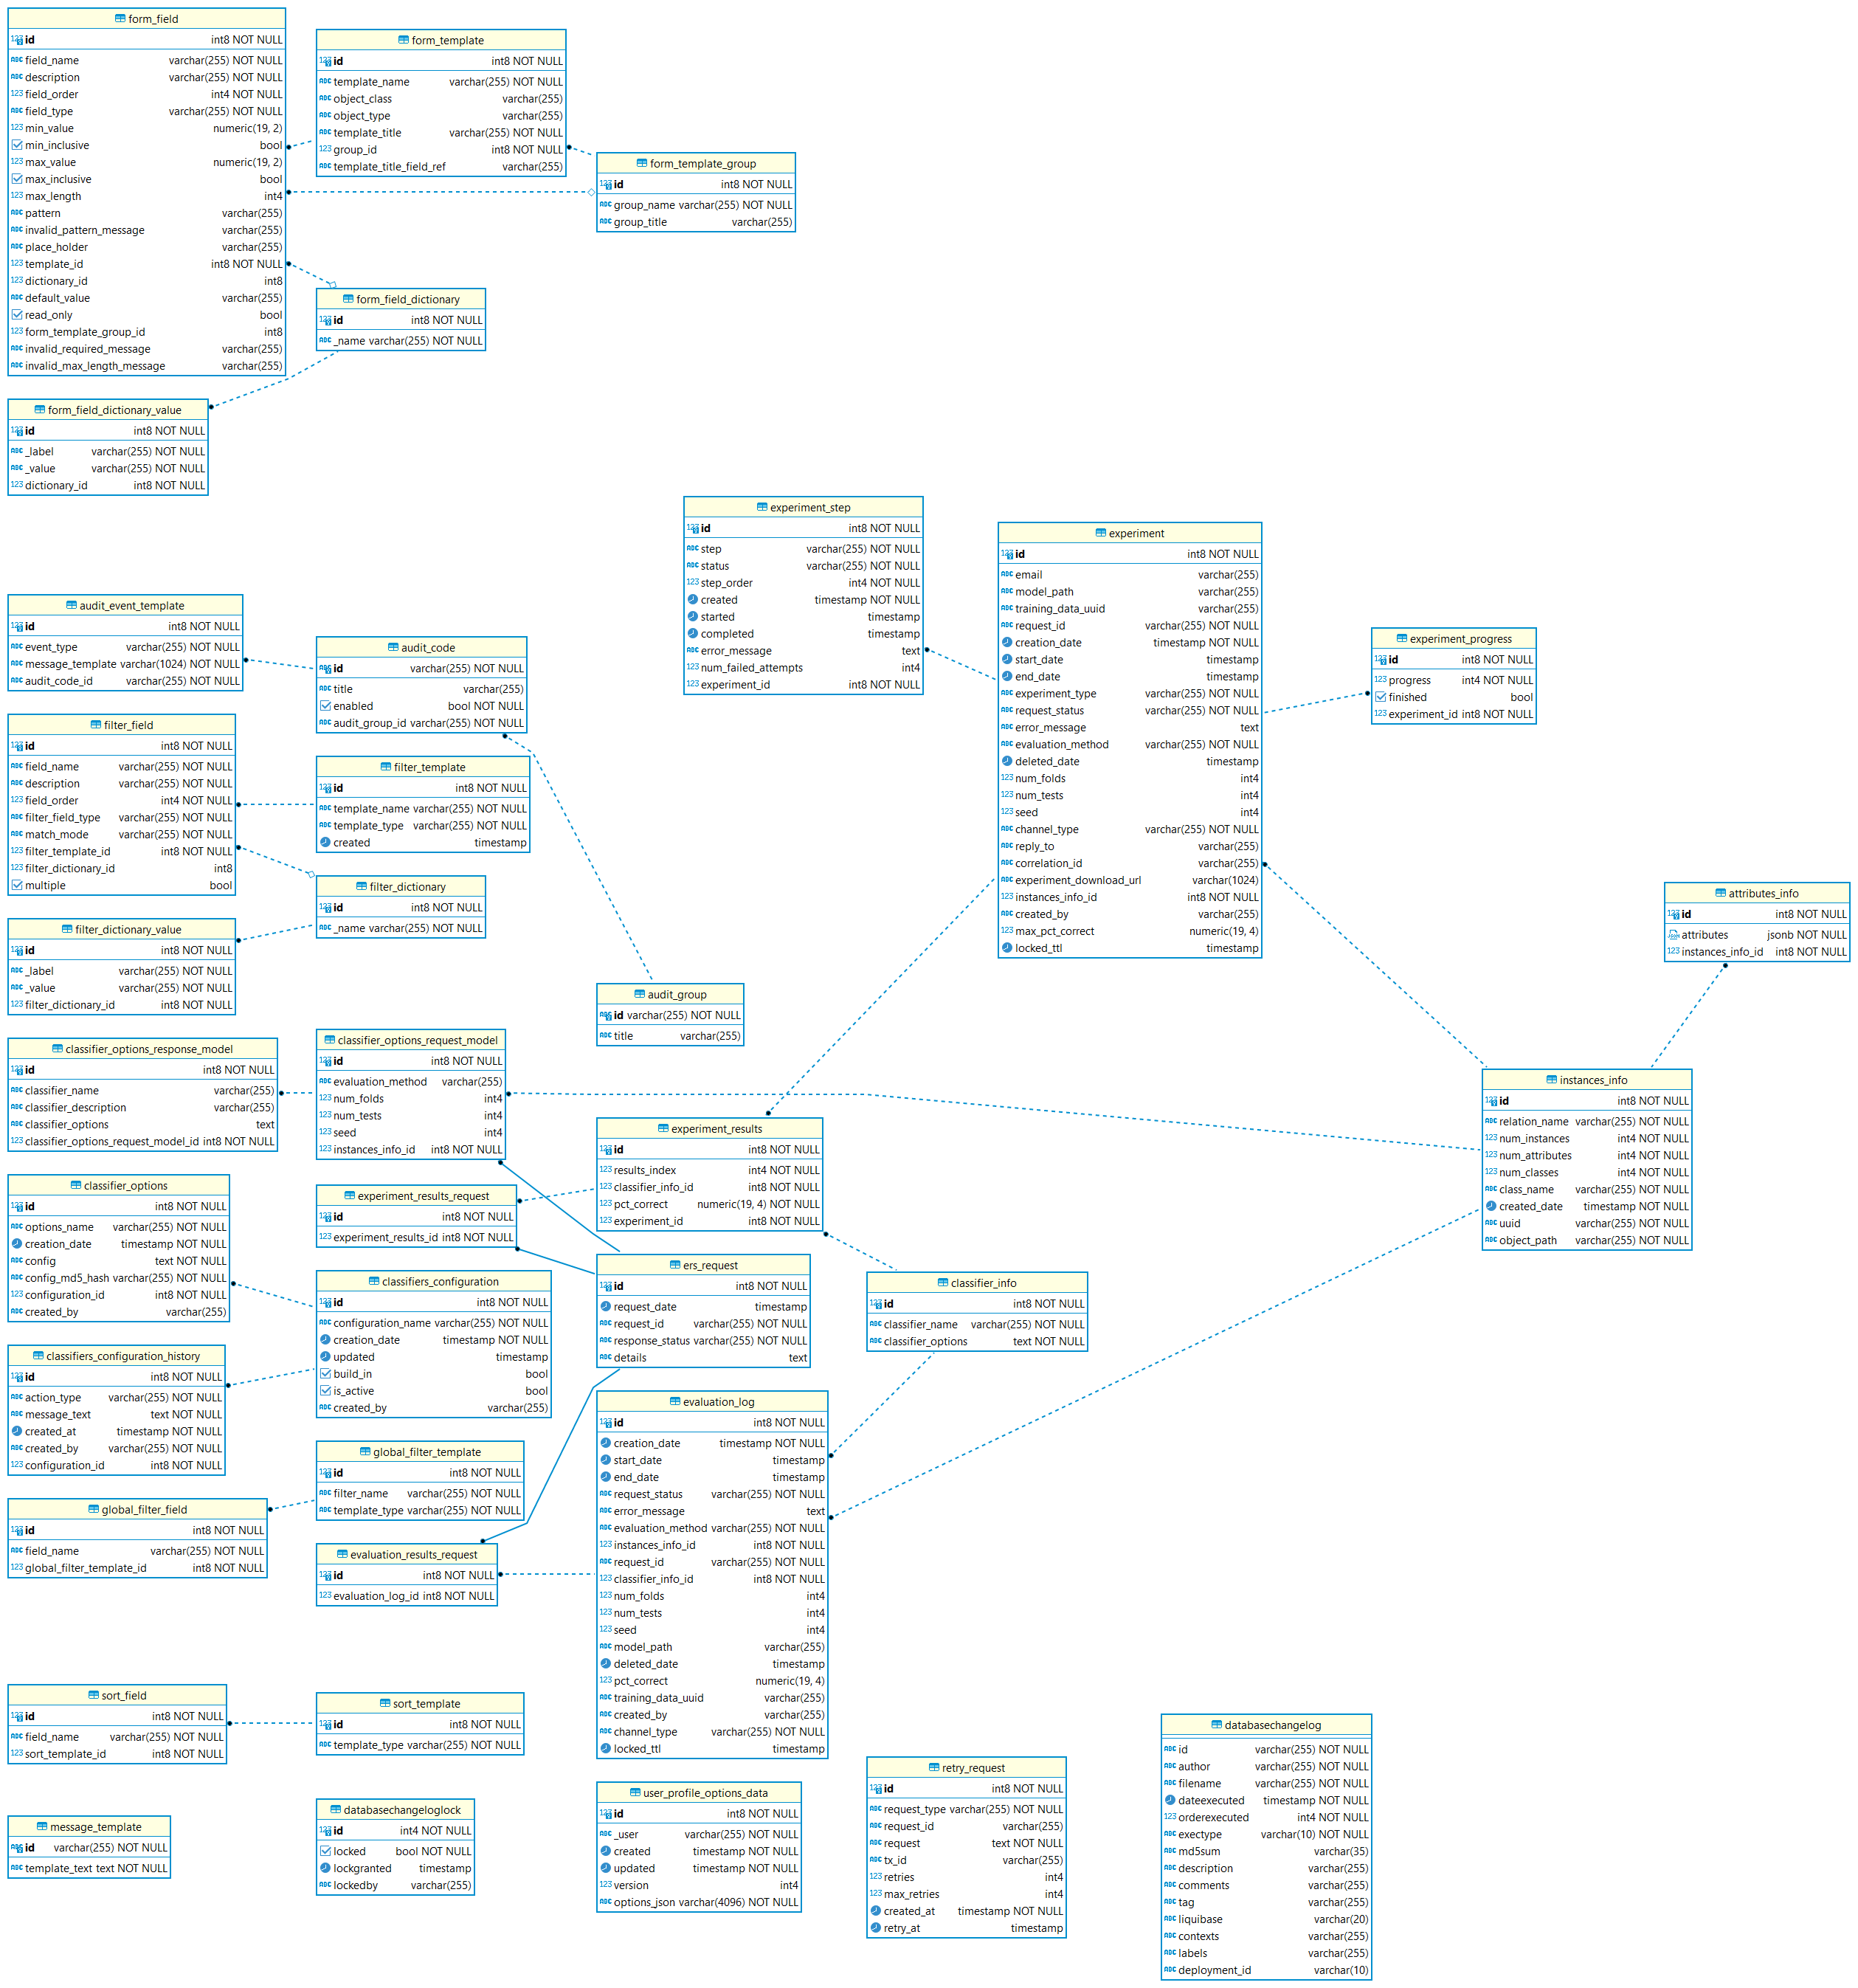 form_field
id int8 NOT NULL
field_name varchar(255) NOT NULL
description varchar(255) NOT NULL
field_order int4 NOT NULL
field_type varchar(255) NOT NULL
min_value numeric(19, 2)
min_inclusive bool
max_value numeric(19, 2)
max_inclusive bool
max_length int4
pattern varchar(255)
invalid_pattern_message varchar(255)
place_holder varchar(255)
template_id int8 NOT NULL
dictionary_id int8
default_value varchar(255)
read_only bool
form_template_group_id int8
invalid_required_message varchar(255)
invalid_max_length_message varchar(255)
form_template
id int8 NOT NULL
template_name varchar(255) NOT NULL
object_class varchar(255)
object_type varchar(255)
template_title varchar(255) NOT NULL
group_id int8 NOT NULL
template_title_field_ref varchar(255)
form_template_group
id int8 NOT NULL
group_name varchar(255) NOT NULL
group_title varchar(255)
form_field_dictionary
id int8 NOT NULL
_name varchar(255) NOT NULL
form_field_dictionary_value
id int8 NOT NULL
_label varchar(255) NOT NULL
_value varchar(255) NOT NULL
dictionary_id int8 NOT NULL
experiment_step
id int8 NOT NULL
step varchar(255) NOT NULL
status varchar(255) NOT NULL
step_order int4 NOT NULL
created timestamp NOT NULL
started timestamp
completed timestamp
error_message text
num_failed_attempts int4
experiment_id int8 NOT NULL
experiment
id int8 NOT NULL
email varchar(255)
model_path varchar(255)
training_data_uuid varchar(255)
request_id varchar(255) NOT NULL
creation_date timestamp NOT NULL
start_date timestamp
end_date timestamp
experiment_type varchar(255) NOT NULL
request_status varchar(255) NOT NULL
error_message text
evaluation_method varchar(255) NOT NULL
deleted_date timestamp
num_folds int4
num_tests int4
seed int4
channel_type varchar(255) NOT NULL
reply_to varchar(255)
correlation_id varchar(255)
experiment_download_url varchar(1024)
instances_info_id int8 NOT NULL
created_by varchar(255)
max_pct_correct numeric(19, 4)
locked_ttl timestamp
experiment_progress
id int8 NOT NULL
progress int4 NOT NULL
finished bool
experiment_id int8 NOT NULL
audit_event_template
id int8 NOT NULL
event_type varchar(255) NOT NULL
message_template varchar(1024) NOT NULL
audit_code_id varchar(255) NOT NULL
audit_code
id varchar(255) NOT NULL
title varchar(255)
enabled bool NOT NULL
audit_group_id varchar(255) NOT NULL
filter_field
id int8 NOT NULL
field_name varchar(255) NOT NULL
description varchar(255) NOT NULL
field_order int4 NOT NULL
filter_field_type varchar(255) NOT NULL
match_mode varchar(255) NOT NULL
filter_template_id int8 NOT NULL
filter_dictionary_id int8
multiple bool
filter_template
id int8 NOT NULL
template_name varchar(255) NOT NULL
template_type varchar(255) NOT NULL
created timestamp
filter_dictionary
id int8 NOT NULL
_name varchar(255) NOT NULL
filter_dictionary_value
id int8 NOT NULL
_label varchar(255) NOT NULL
_value varchar(255) NOT NULL
filter_dictionary_id int8 NOT NULL
audit_group
id varchar(255) NOT NULL
title varchar(255)
attributes_info
id int8 NOT NULL
attributes jsonb NOT NULL
instances_info_id int8 NOT NULL
classifier_options_response_model
id int8 NOT NULL
classifier_name varchar(255)
classifier_description varchar(255)
classifier_options text
classifier_options_request_model_id int8 NOT NULL
classifier_options_request_model
id int8 NOT NULL
evaluation_method varchar(255)
num_folds int4
num_tests int4
seed int4
instances_info_id int8 NOT NULL
instances_info
id int8 NOT NULL
relation_name varchar(255) NOT NULL
num_instances int4 NOT NULL
num_attributes int4 NOT NULL
num_classes int4 NOT NULL
class_name varchar(255) NOT NULL
created_date timestamp NOT NULL
uuid varchar(255) NOT NULL
object_path varchar(255) NOT NULL
experiment_results
id int8 NOT NULL
results_index int4 NOT NULL
classifier_info_id int8 NOT NULL
pct_correct numeric(19, 4) NOT NULL
experiment_id int8 NOT NULL
classifier_options
id int8 NOT NULL
options_name varchar(255) NOT NULL
creation_date timestamp NOT NULL
config text NOT NULL
config_md5_hash varchar(255) NOT NULL
configuration_id int8 NOT NULL
created_by varchar(255)
experiment_results_request
id int8 NOT NULL
experiment_results_id int8 NOT NULL
ers_request
id int8 NOT NULL
request_date timestamp
request_id varchar(255) NOT NULL
response_status varchar(255) NOT NULL
details text
classifiers_configuration
id int8 NOT NULL
configuration_name varchar(255) NOT NULL
creation_date timestamp NOT NULL
updated timestamp
build_in bool
is_active bool
created_by varchar(255)
classifier_info
id int8 NOT NULL
classifier_name varchar(255) NOT NULL
classifier_options text NOT NULL
classifiers_configuration_history
id int8 NOT NULL
action_type varchar(255) NOT NULL
message_text text NOT NULL
created_at timestamp NOT NULL
created_by varchar(255) NOT NULL
configuration_id int8 NOT NULL
evaluation_log
id int8 NOT NULL
creation_date timestamp NOT NULL
start_date timestamp
end_date timestamp
request_status varchar(255) NOT NULL
error_message text
evaluation_method varchar(255) NOT NULL
instances_info_id int8 NOT NULL
request_id varchar(255) NOT NULL
classifier_info_id int8 NOT NULL
num_folds int4
num_tests int4
seed int4
model_path varchar(255)
deleted_date timestamp
pct_correct numeric(19, 4)
training_data_uuid varchar(255)
created_by varchar(255)
channel_type varchar(255) NOT NULL
locked_ttl timestamp
global_filter_template
id int8 NOT NULL
filter_name varchar(255) NOT NULL
template_type varchar(255) NOT NULL
global_filter_field
id int8 NOT NULL
field_name varchar(255) NOT NULL
global_filter_template_id int8 NOT NULL
evaluation_results_request
id int8 NOT NULL
evaluation_log_id int8 NOT NULL
sort_field
id int8 NOT NULL
field_name varchar(255) NOT NULL
sort_template_id int8 NOT NULL
sort_template
id int8 NOT NULL
template_type varchar(255) NOT NULL
message_template
id varchar(255) NOT NULL
template_text text NOT NULL
databasechangeloglock
id int4 NOT NULL
locked bool NOT NULL
lockgranted timestamp
lockedby varchar(255)
user_profile_options_data
id int8 NOT NULL
_user varchar(255) NOT NULL
created timestamp NOT NULL
updated timestamp NOT NULL
version int4
options_json varchar(4096) NOT NULL
retry_request
id int8 NOT NULL
request_type varchar(255) NOT NULL
request_id varchar(255)
request text NOT NULL
tx_id varchar(255)
retries int4
max_retries int4
created_at timestamp NOT NULL
retry_at timestamp
databasechangelog
id varchar(255) NOT NULL
author varchar(255) NOT NULL
filename varchar(255) NOT NULL
dateexecuted timestamp NOT NULL
orderexecuted int4 NOT NULL
exectype varchar(10) NOT NULL
md5sum varchar(35)
description varchar(255)
comments varchar(255)
tag varchar(255)
liquibase varchar(20)
contexts varchar(255)
labels varchar(255)
deployment_id varchar(10)